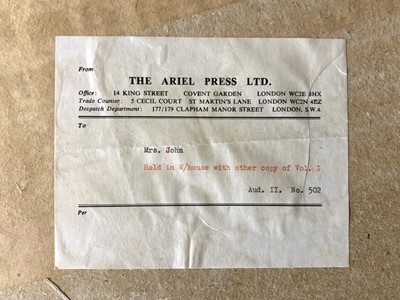 From
THE ARIEL PRESS LTD.
Office: 14 KING STREET COVENT GARDEN LONDON WC2E 8HX
Trade Counter: 5 CECIL COURT ST MARTIN'S LANE LONDON WC2N 4EZ
Despatch Department: 177/179 CLAPHAM MANOR STREET LONDON, S.W.4
To
Mrs. John
Hold in W/house with other copy of Vol. I
Aud. II. No. 502
Per